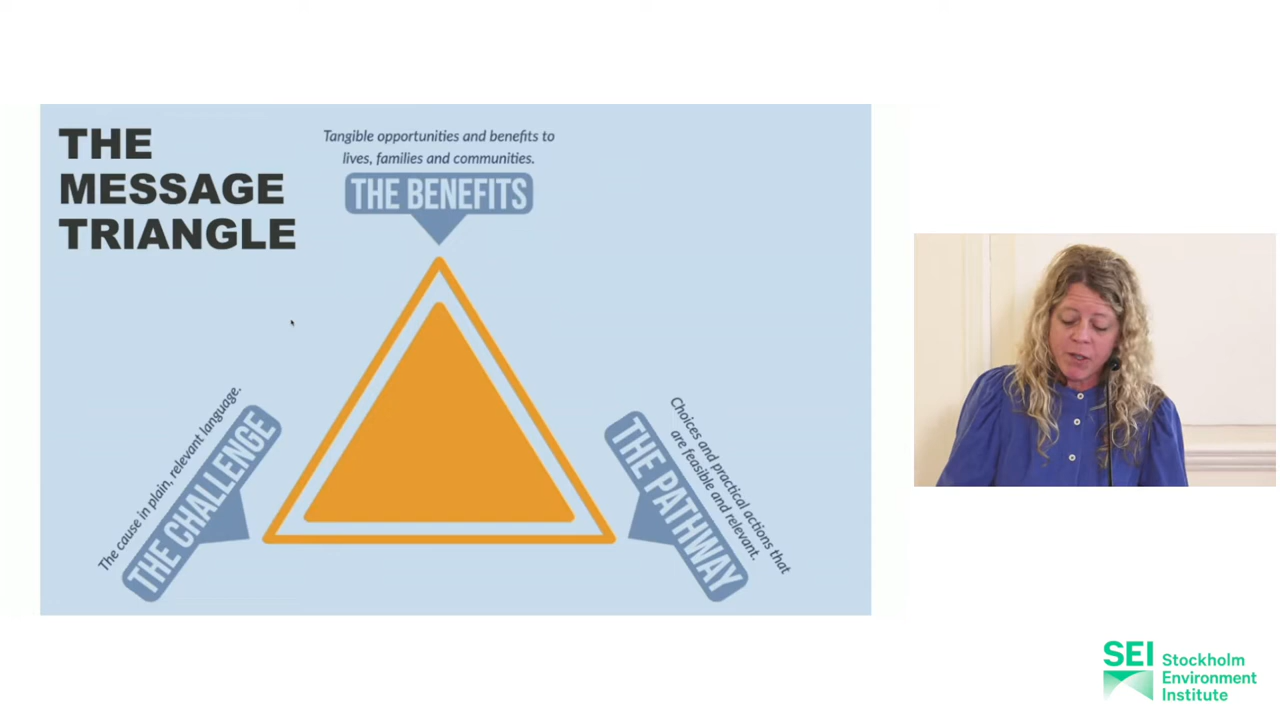 THE
MESSAGE
TRIANGLE
Tangible opportunities and benefits to
lives, families and communities.
THE BENEFITS
The cause in plain, relevant language.
THE CHALLENGE
Choices and practical actions that
are feasible and relevant.
THE PATHWAY
SEI Stockholm
Environment
Institute